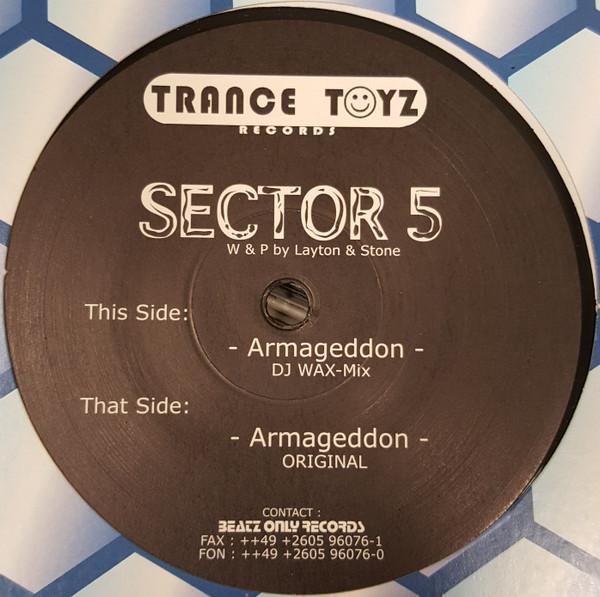 TRANCE TOYZ
RECORDS
SECTOR 5
W & P by Layton & Stone
This Side:
- Armageddon -
DJ WAX-Mix
That Side:
- Armageddon -
ORIGINAL
CONTACT :
BEATZ ONLY RECORDS
FAX : ++49 +2605 96076-1
FON : ++49 +2605 96076-0